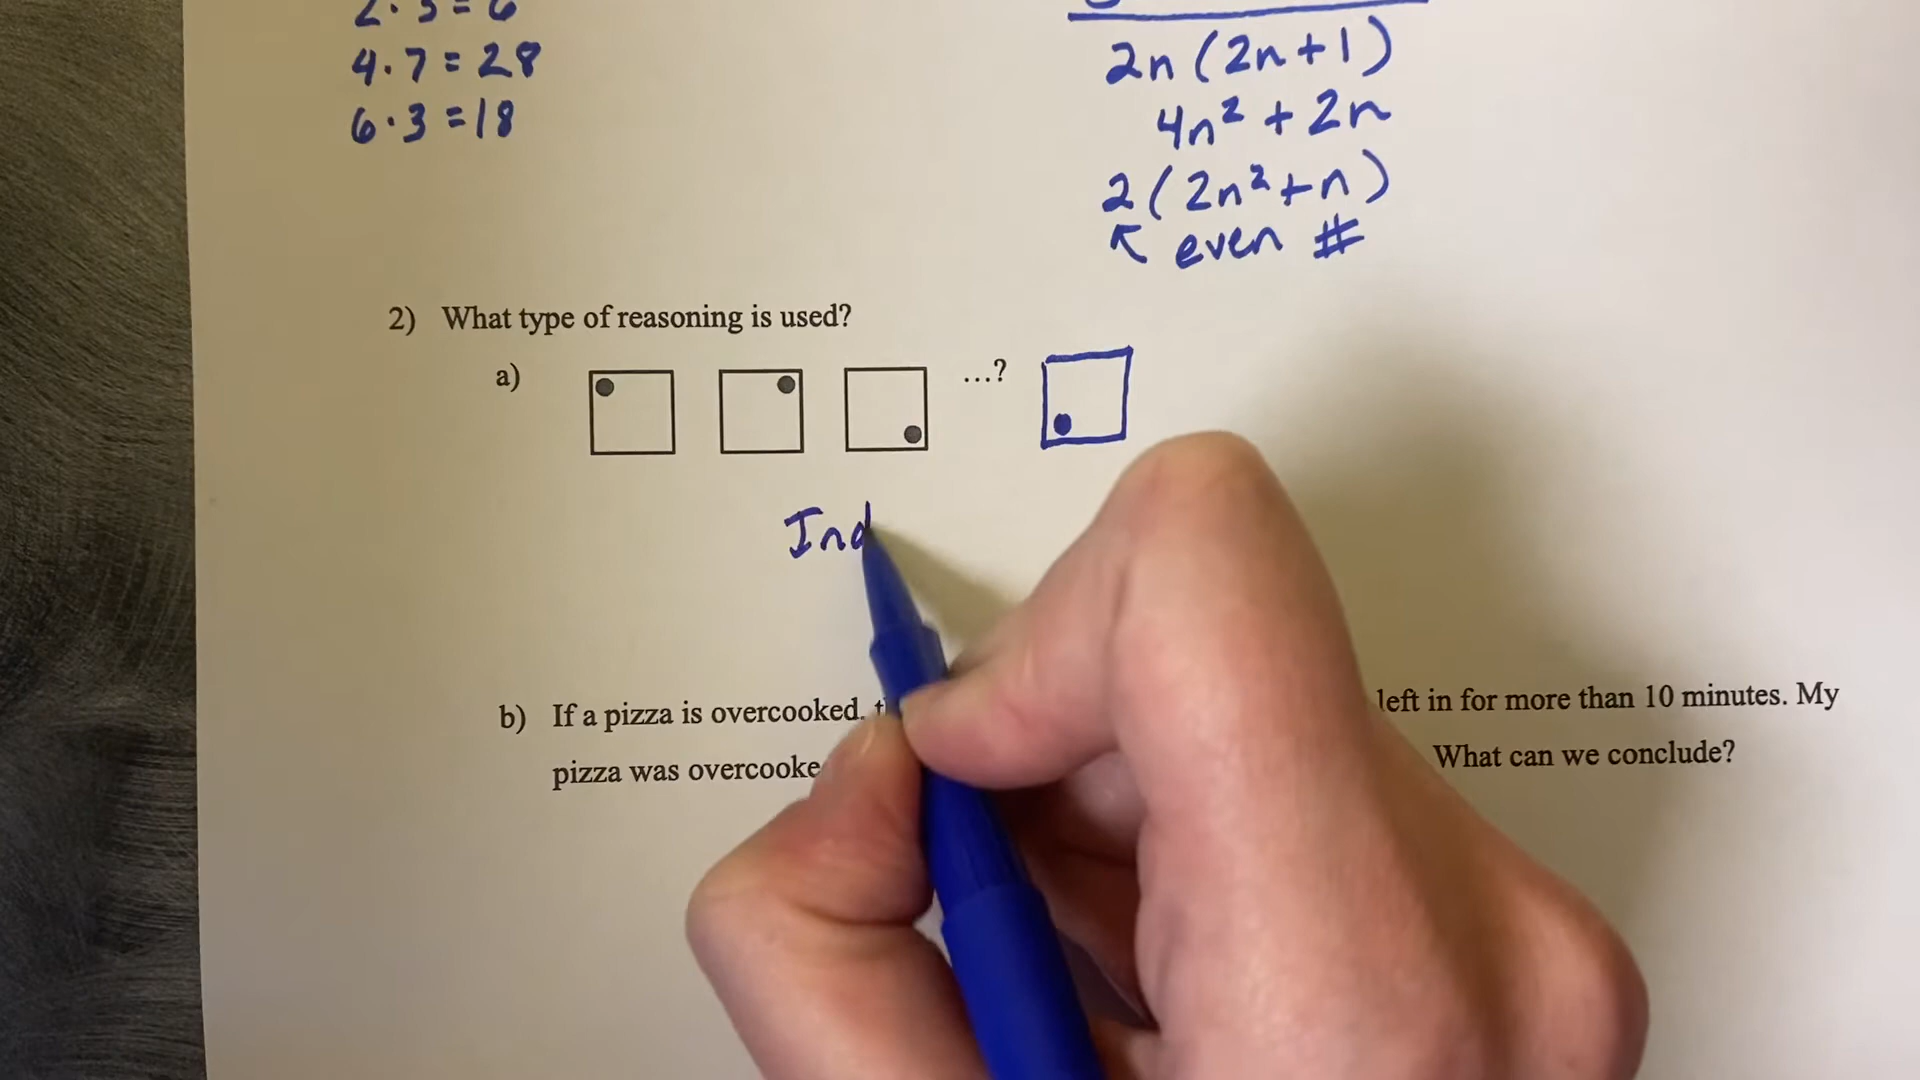 4·7=28
6·3=18
2n(2n+1)
4n²+2n
2(2n²+n)
↖ even #
2) What type of reasoning is used?
a) ...?
Ind
b) If a pizza is overcooked, left in for more than 10 minutes. My
pizza was What can we conclude?